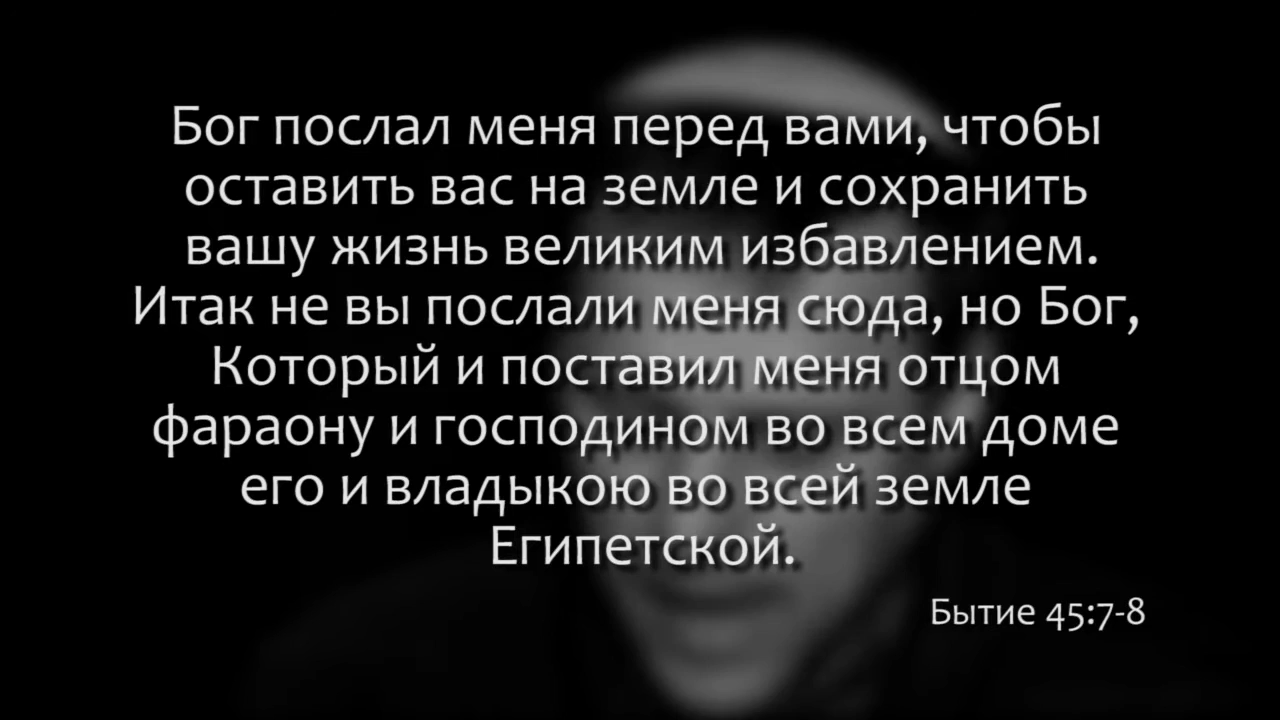 Бог послал меня перед вами, чтобы
оставить вас на земле и сохранить
вашу жизнь великим избавлением.
Итак не вы послали меня сюда, но Бог,
Который и поставил меня отцом
фараону и господином во всем доме
его и владыкою во всей земле
Египетской.
Бытие 45:7-8